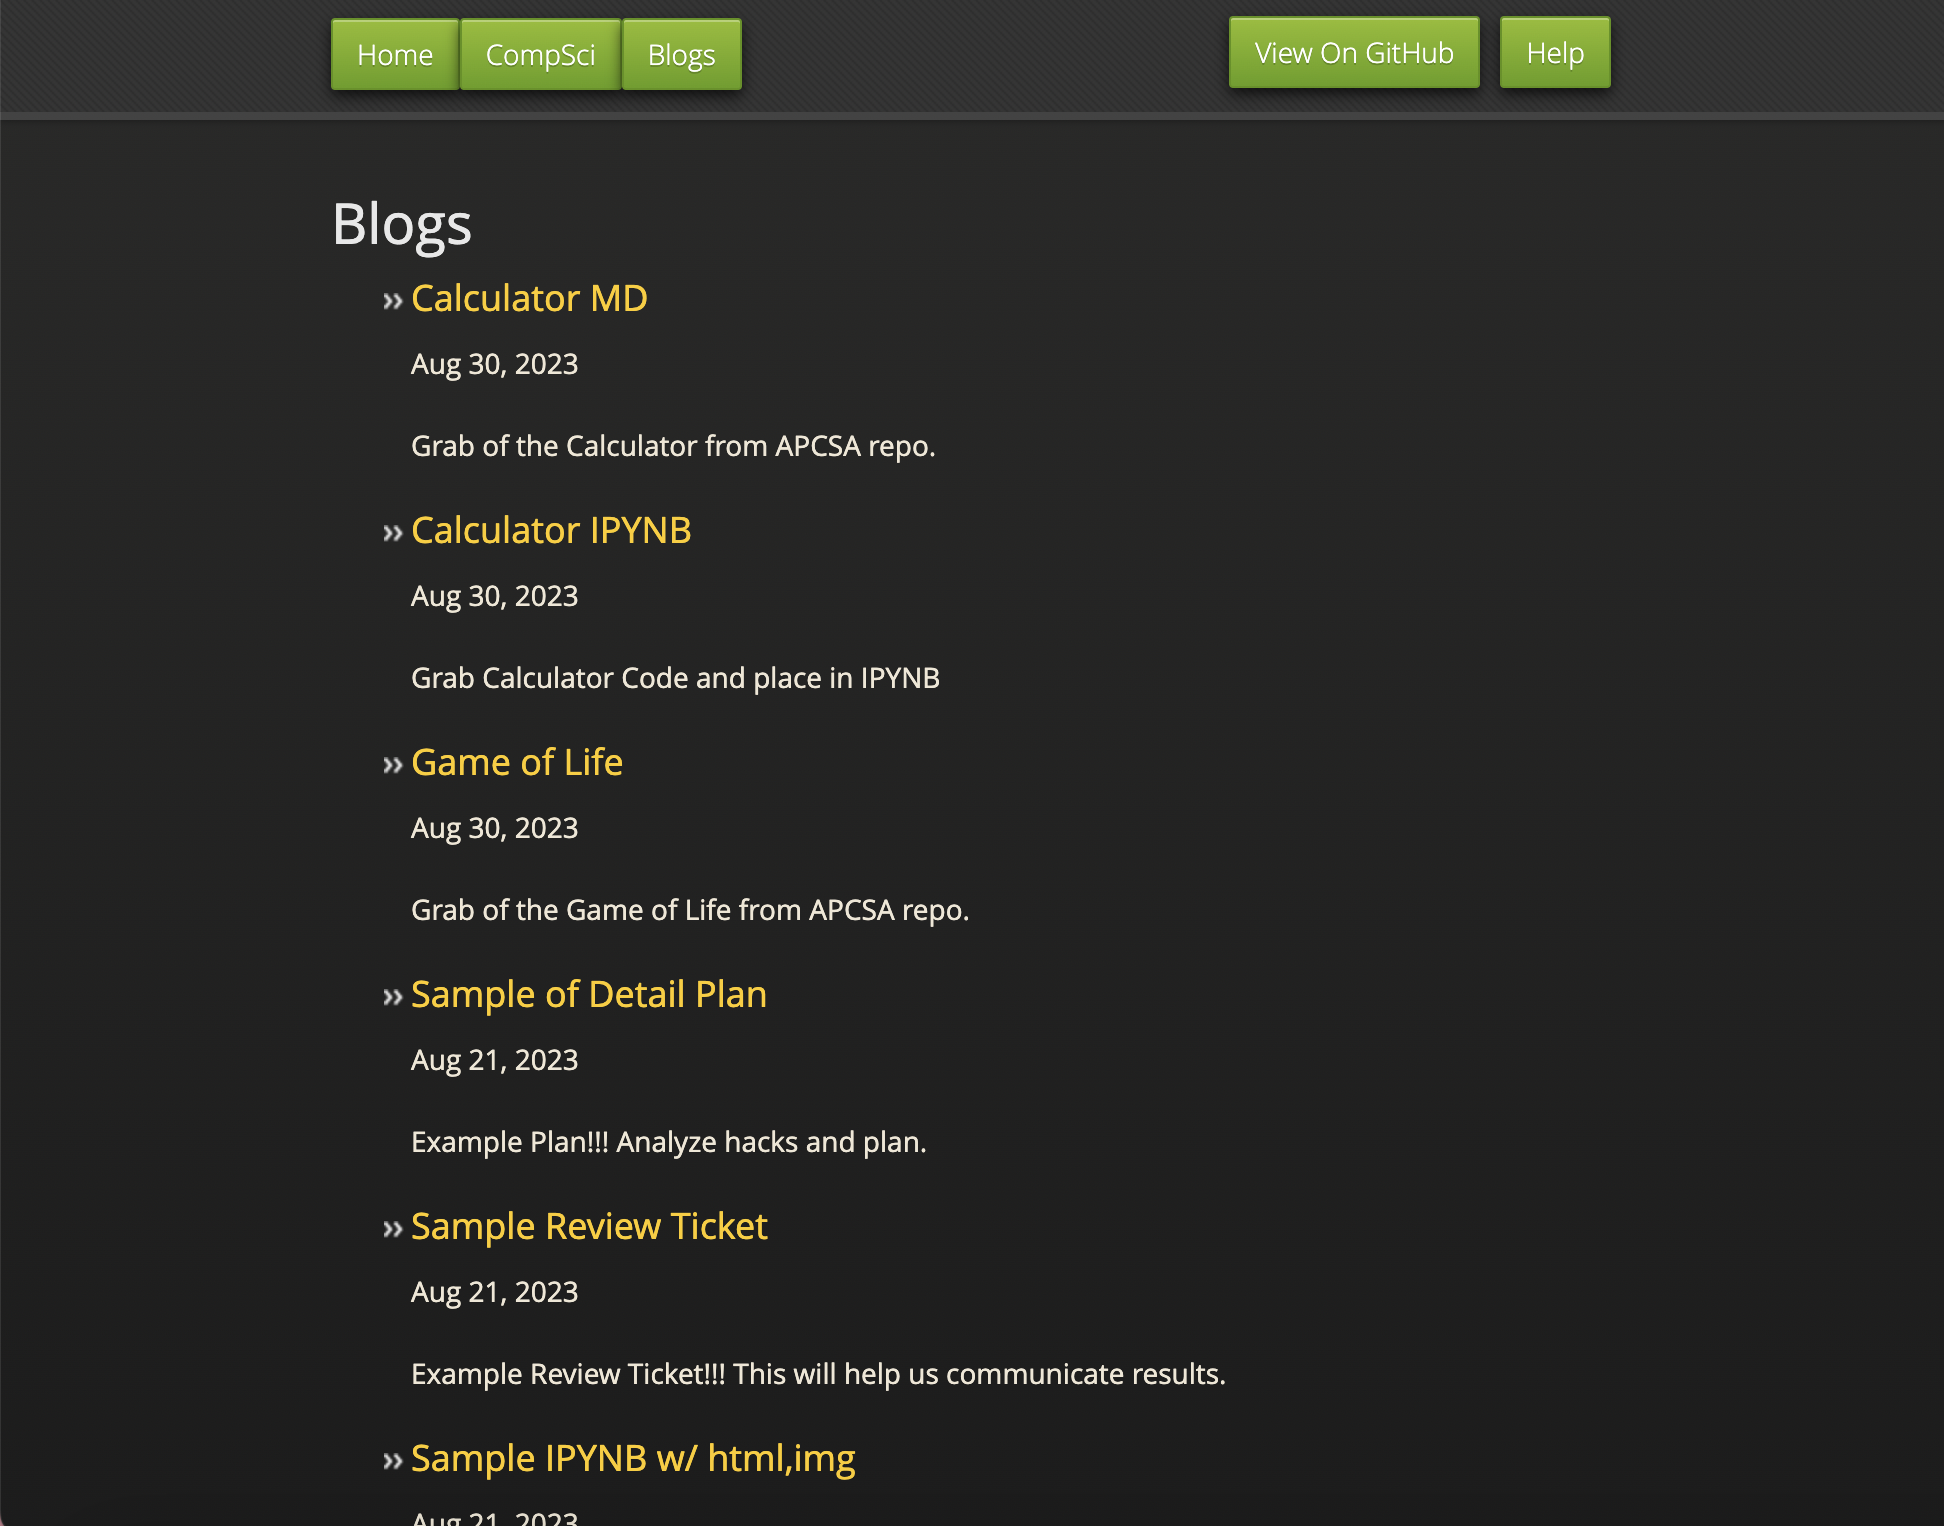 Home CompSci Blogs View On GitHub Help
Blogs
» Calculator MD
Aug 30, 2023
Grab of the Calculator from APCSA repo.
» Calculator IPYNB
Aug 30, 2023
Grab Calculator Code and place in IPYNB
» Game of Life
Aug 30, 2023
Grab of the Game of Life from APCSA repo.
» Sample of Detail Plan
Aug 21, 2023
Example Plan!!! Analyze hacks and plan.
» Sample Review Ticket
Aug 21, 2023
Example Review Ticket!!! This will help us communicate results.
» Sample IPYNB w/ html,img
Aug 21, 2023